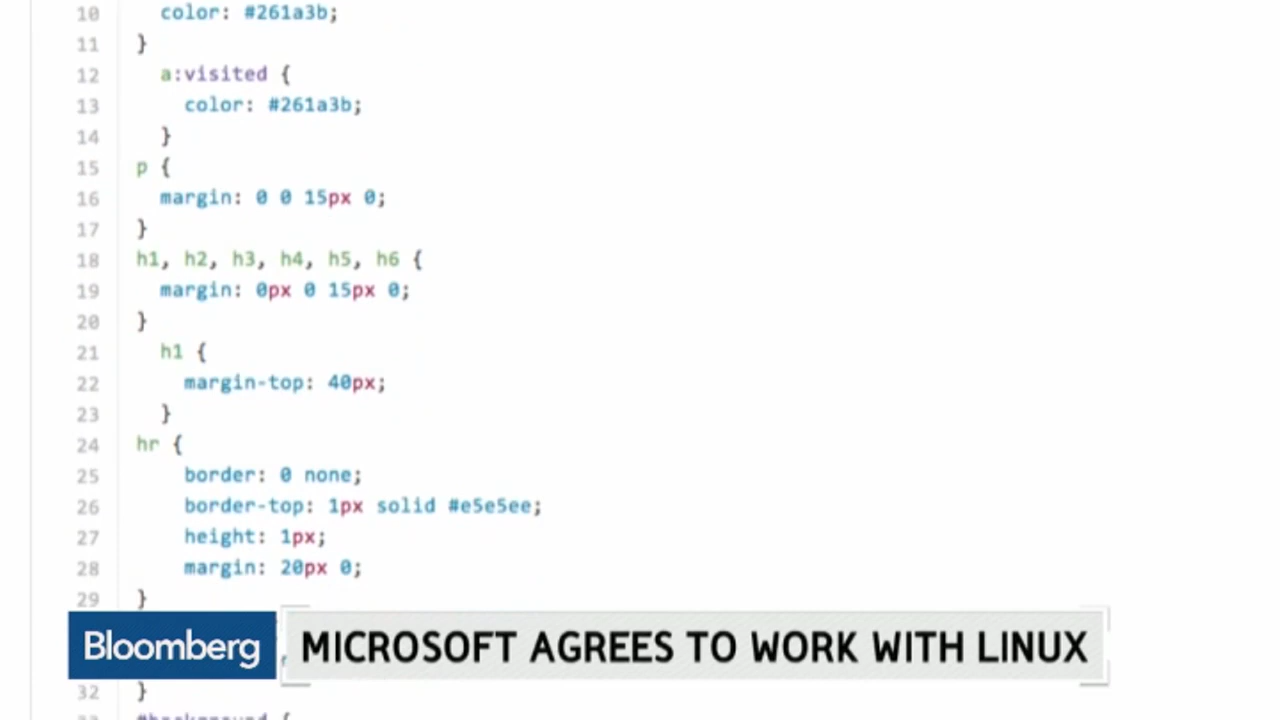 10 color: #261a3b;
11 }
12 a:visited {
13 color: #261a3b;
14 }
15 p {
16 margin: 0 0 15px 0;
17 }
18 h1, h2, h3, h4, h5, h6 {
19 margin: 0px 0 15px 0;
20 }
21 h1 {
22 margin-top: 40px;
23 }
24 hr {
25 border: 0 none;
26 border-top: 1px solid #e5e5ee;
27 height: 1px;
28 margin: 20px 0;
29 }
Bloomberg MICROSOFT AGREES TO WORK WITH LINUX
32 }
#background {